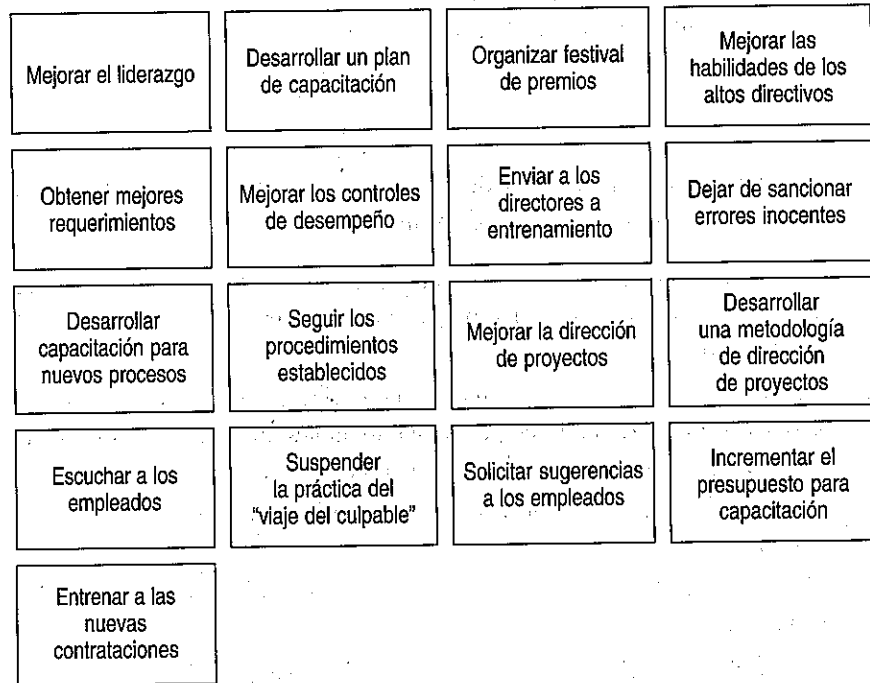 Mejorar el liderazgo
Desarrollar un plan
de capacitación
Organizar festival
de premios
Mejorar las
habilidades de los
altos directivos
Obtener mejores
requerimientos
Mejorar los controles
de desempeño
Enviar a los
directores a
entrenamiento
Dejar de sancionar
errores inocentes
Desarrollar
capacitación para
nuevos procesos
Seguir los
procedimientos
establecidos
Mejorar la dirección
de proyectos
Desarrollar
una metodología
de dirección
de proyectos
Escuchar a los
empleados
Suspender
la práctica del
"viaje del culpable"
Solicitar sugerencias
a los empleados
Incrementar el
presupuesto para
capacitación
Entrenar a las
nuevas
contrataciones